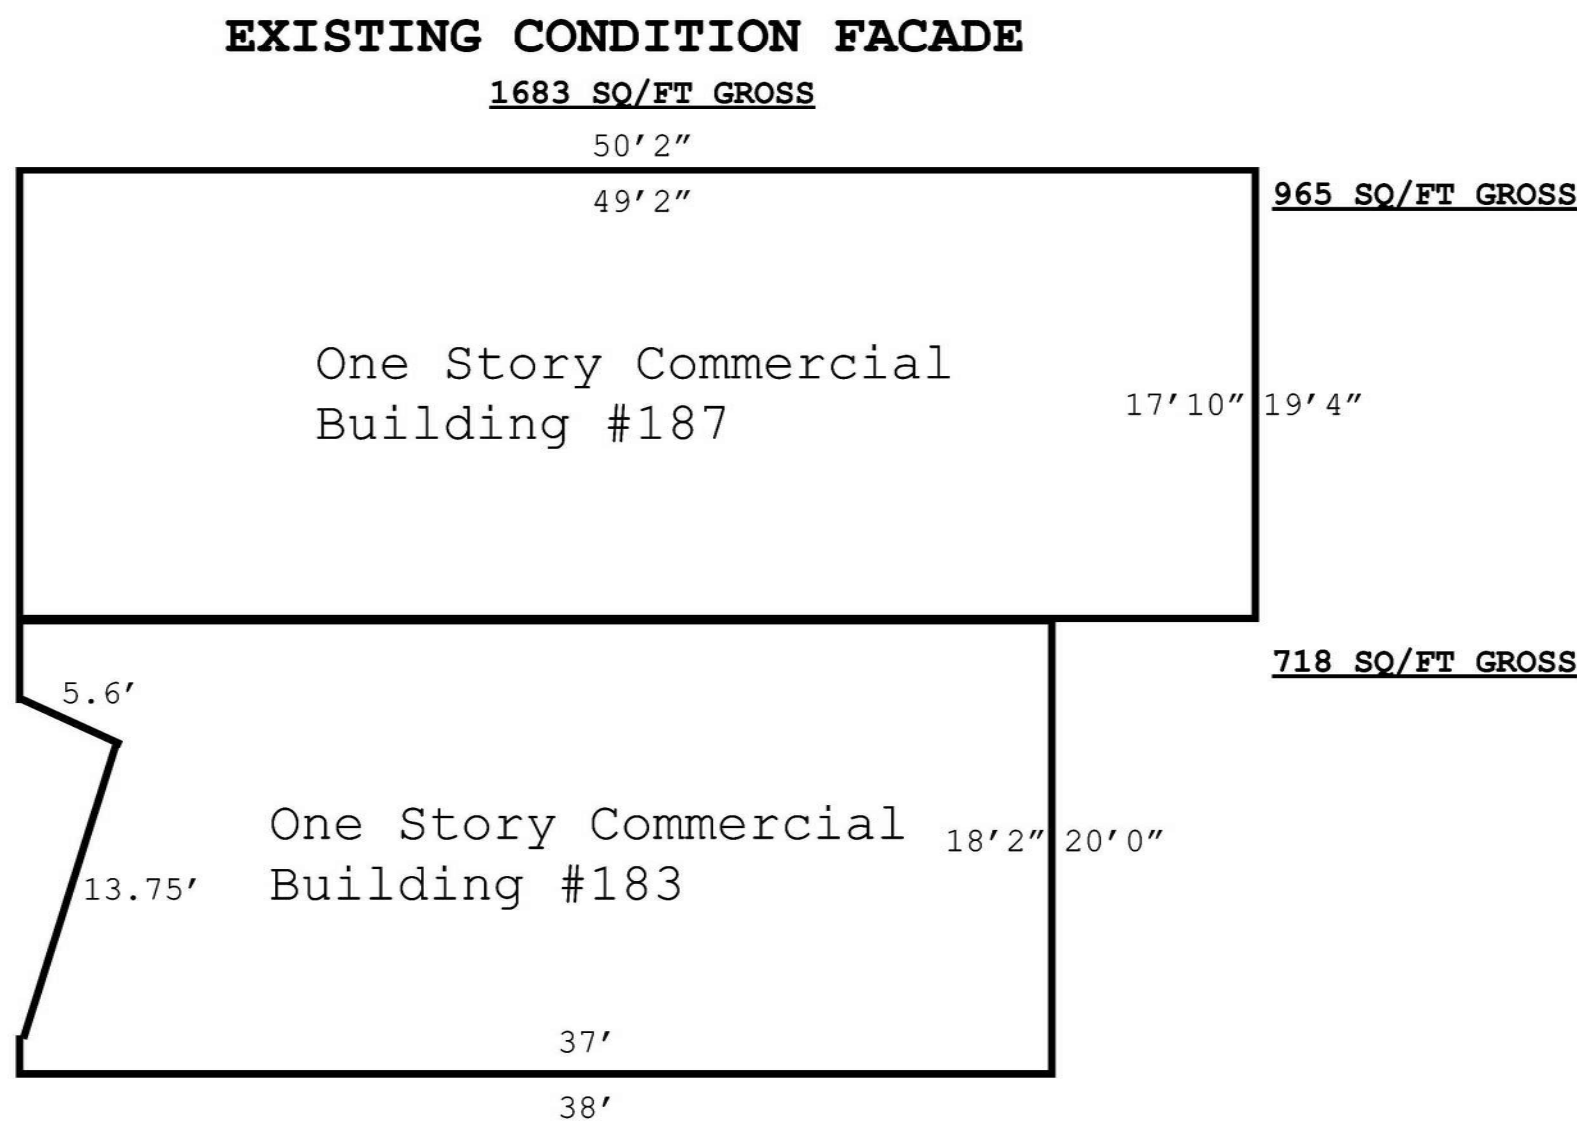 EXISTING CONDITION FACADE
1683 SQ/FT GROSS
50′2″
49′2″
965 SQ/FT GROSS
One Story Commercial
Building #187
17′10″ 19′4″
718 SQ/FT GROSS
5.6′
One Story Commercial
Building #183
18′2″ 20′0″
13.75′
37′
38′